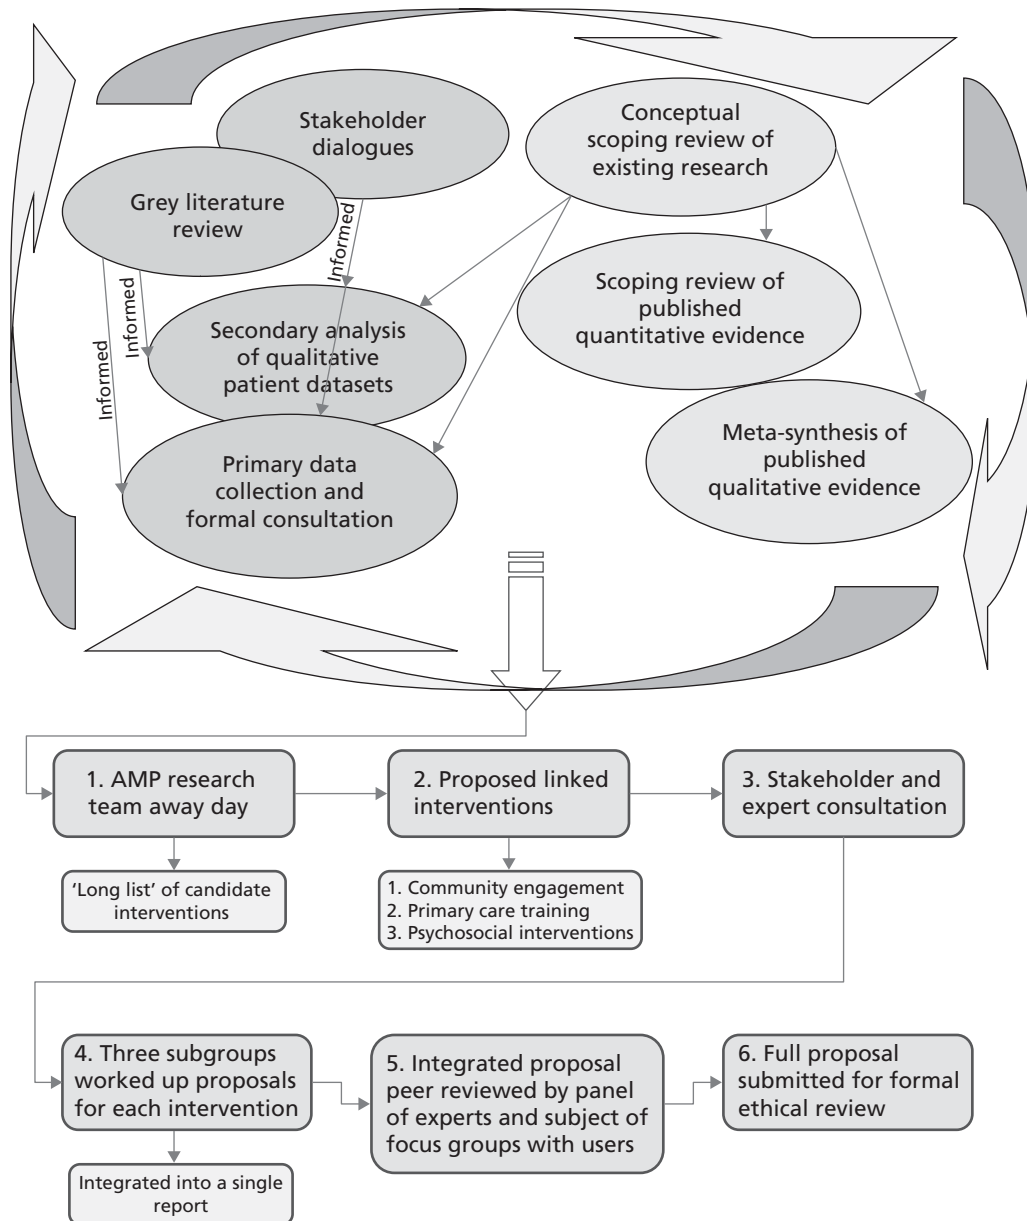 Stakeholder
dialogues
Grey literature
review
Conceptual
scoping review of
existing research
Informed
Informed
Informed
Secondary analysis
of qualitative
patient datasets
Scoping review of
published
quantitative evidence
Primary data
collection and
formal consultation
Meta-synthesis of
published
qualitative evidence
1. AMP research
team away day
2. Proposed linked
interventions
3. Stakeholder and
expert consultation
‘Long list’ of candidate
interventions
1. Community engagement
2. Primary care training
3. Psychosocial interventions
4. Three subgroups
worked up proposals
for each intervention
5. Integrated proposal
peer reviewed by panel
of experts and subject of
focus groups with users
6. Full proposal
submitted for formal
ethical review
Integrated into a single
report